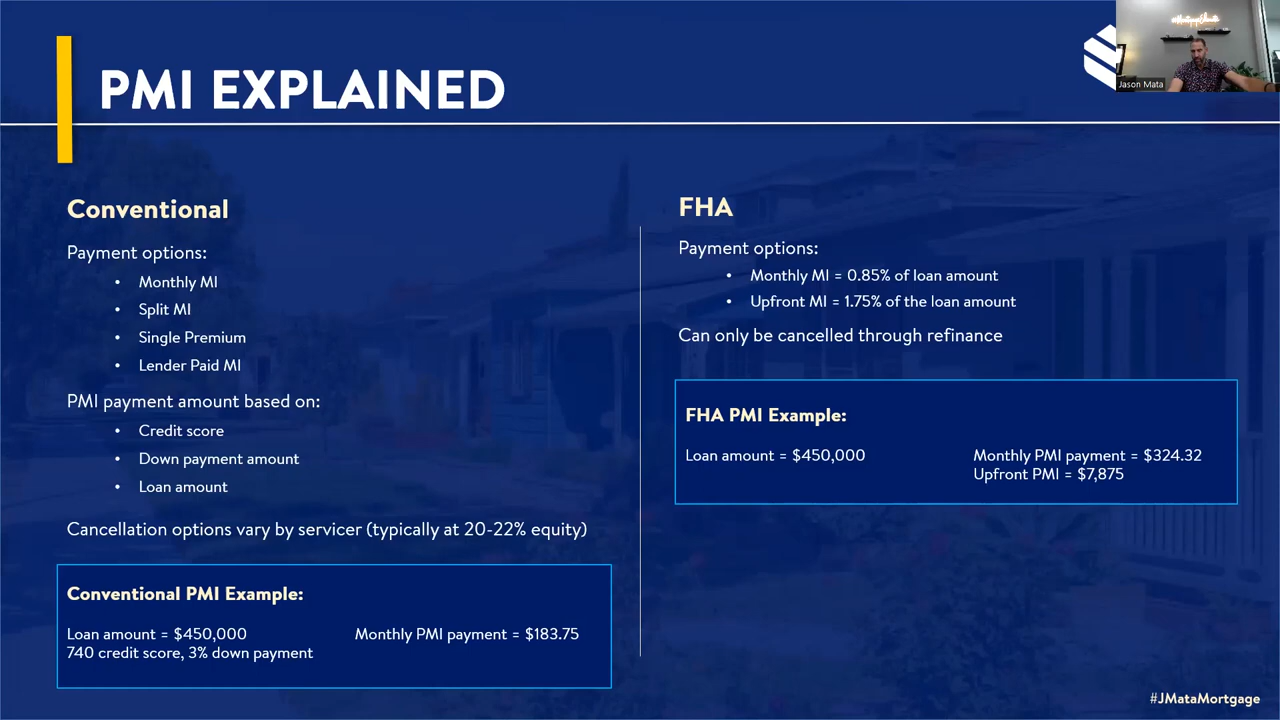 PMI EXPLAINED
Jason Mata
Conventional
Payment options:
• Monthly MI
• Split MI
• Single Premium
• Lender Paid MI
PMI payment amount based on:
• Credit score
• Down payment amount
• Loan amount
Cancellation options vary by servicer (typically at 20-22% equity)
Conventional PMI Example:
Loan amount = $450,000 Monthly PMI payment = $183.75
740 credit score, 3% down payment
FHA
Payment options:
• Monthly MI = 0.85% of loan amount
• Upfront MI = 1.75% of the loan amount
Can only be cancelled through refinance
FHA PMI Example:
Loan amount = $450,000 Monthly PMI payment = $324.32
Upfront PMI = $7,875
#JMataMortgage